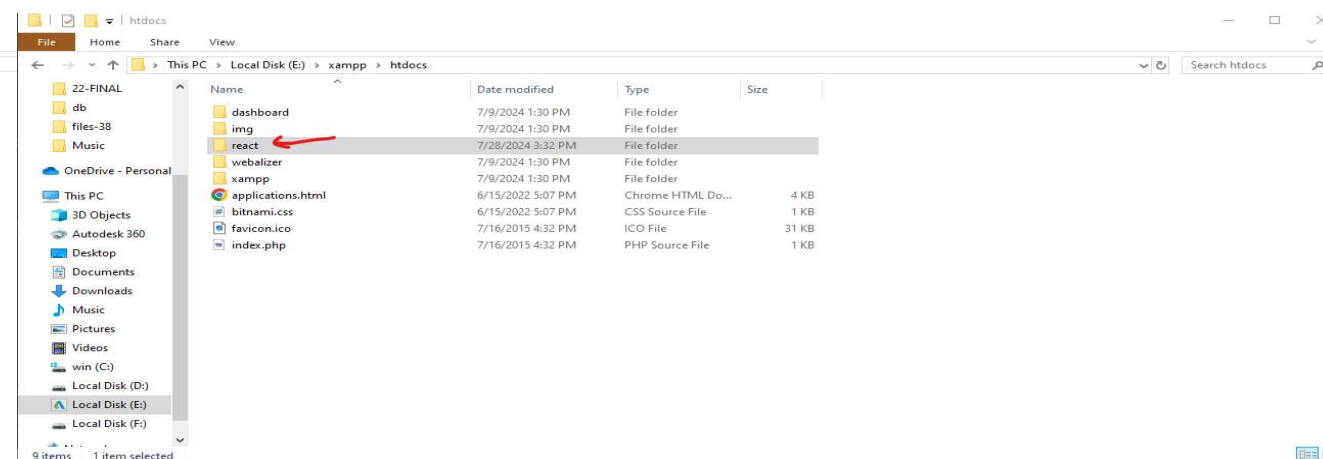 htdocs
File Home Share View
This PC > Local Disk (E:) > xampp > htdocs
Search htdocs
22-FINAL
db
files-38
Music
OneDrive - Personal
This PC
3D Objects
Autodesk 360
Desktop
Documents
Downloads
Music
Pictures
Videos
win (C:)
Local Disk (D:)
Local Disk (E:)
Local Disk (F:)
Name Date modified Type Size
dashboard 7/9/2024 1:30 PM File folder
img 7/9/2024 1:30 PM File folder
react 7/28/2024 3:32 PM File folder
webalizer 7/9/2024 1:30 PM File folder
xampp 7/9/2024 1:30 PM File folder
applications.html 6/15/2022 5:07 PM Chrome HTML Do... 4 KB
bitnami.css 6/15/2022 5:07 PM CSS Source File 1 KB
favicon.ico 7/16/2015 4:32 PM ICO File 31 KB
index.php 7/16/2015 4:32 PM PHP Source File 1 KB
9 items 1 item selected